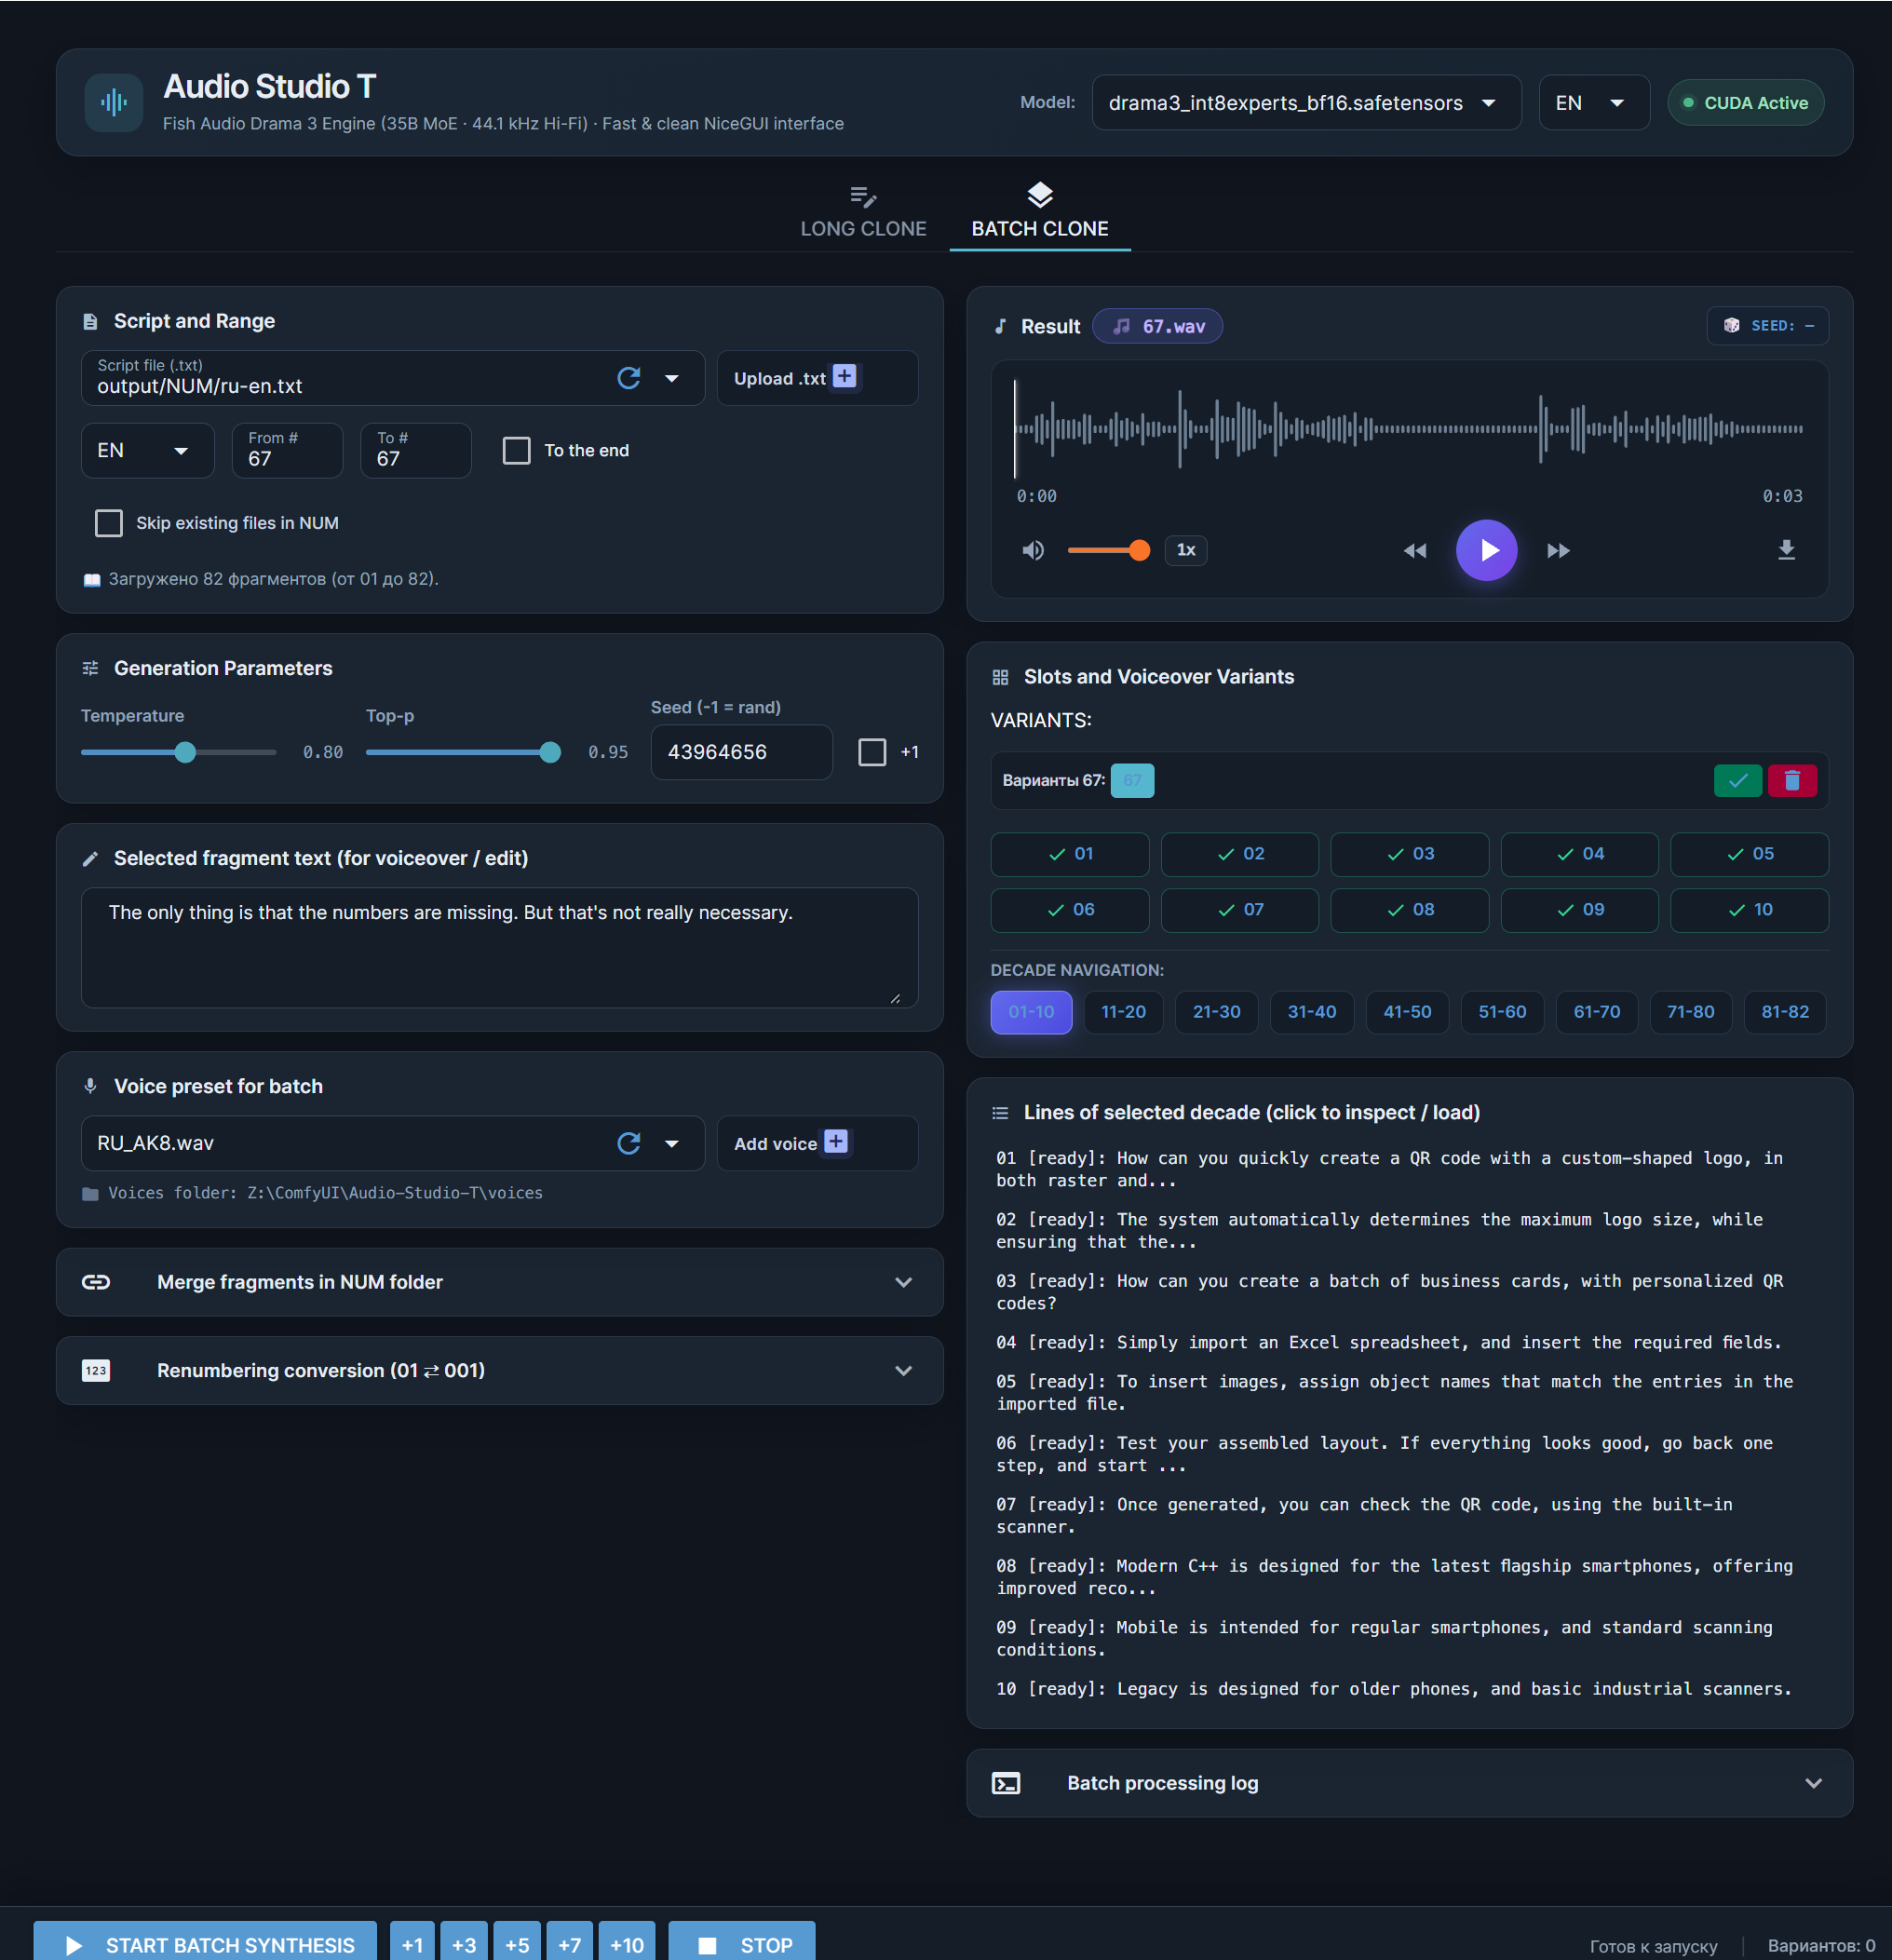 Audio Studio T
Fish Audio Drama 3 Engine (35B MoE · 44.1 kHz Hi-Fi) · Fast & clean NiceGUI interface
Model:
drama3_int8experts_bf16.safetensors
EN
CUDA Active
LONG CLONE
BATCH CLONE
Script and Range
Script file (.txt)
output/NUM/ru-en.txt
Upload .txt
EN
From #
67
To #
67
To the end
Skip existing files in NUM
Загружено 82 фрагментов (от 01 до 82).
Generation Parameters
Temperature
0.80
Top-p
0.95
Seed (-1 = rand)
43964656
+1
Selected fragment text (for voiceover / edit)
The only thing is that the numbers are missing. But that's not really necessary.
Voice preset for batch
RU_AK8.wav
Add voice
Voices folder: Z:\ComfyUI\Audio-Studio-T\voices
Merge fragments in NUM folder
123
Renumbering conversion (01 ⇄ 001)
Result
67.wav
SEED: —
0:00
0:03
1x
Slots and Voiceover Variants
VARIANTS:
Варианты 67:
67
01
02
03
04
05
06
07
08
09
10
DECADE NAVIGATION:
01-10
11-20
21-30
31-40
41-50
51-60
61-70
71-80
81-82
Lines of selected decade (click to inspect / load)
01 [ready]: How can you quickly create a QR code with a custom-shaped logo, in
both raster and...
02 [ready]: The system automatically determines the maximum logo size, while
ensuring that the...
03 [ready]: How can you create a batch of business cards, with personalized QR
codes?
04 [ready]: Simply import an Excel spreadsheet, and insert the required fields.
05 [ready]: To insert images, assign object names that match the entries in the
imported file.
06 [ready]: Test your assembled layout. If everything looks good, go back one
step, and start ...
07 [ready]: Once generated, you can check the QR code, using the built-in
scanner.
08 [ready]: Modern C++ is designed for the latest flagship smartphones, offering
improved reco...
09 [ready]: Mobile is intended for regular smartphones, and standard scanning
conditions.
10 [ready]: Legacy is designed for older phones, and basic industrial scanners.
Batch processing log
START BATCH SYNTHESIS
+1
+3
+5
+7
+10
STOP
Готов к запуску
Вариантов: 0